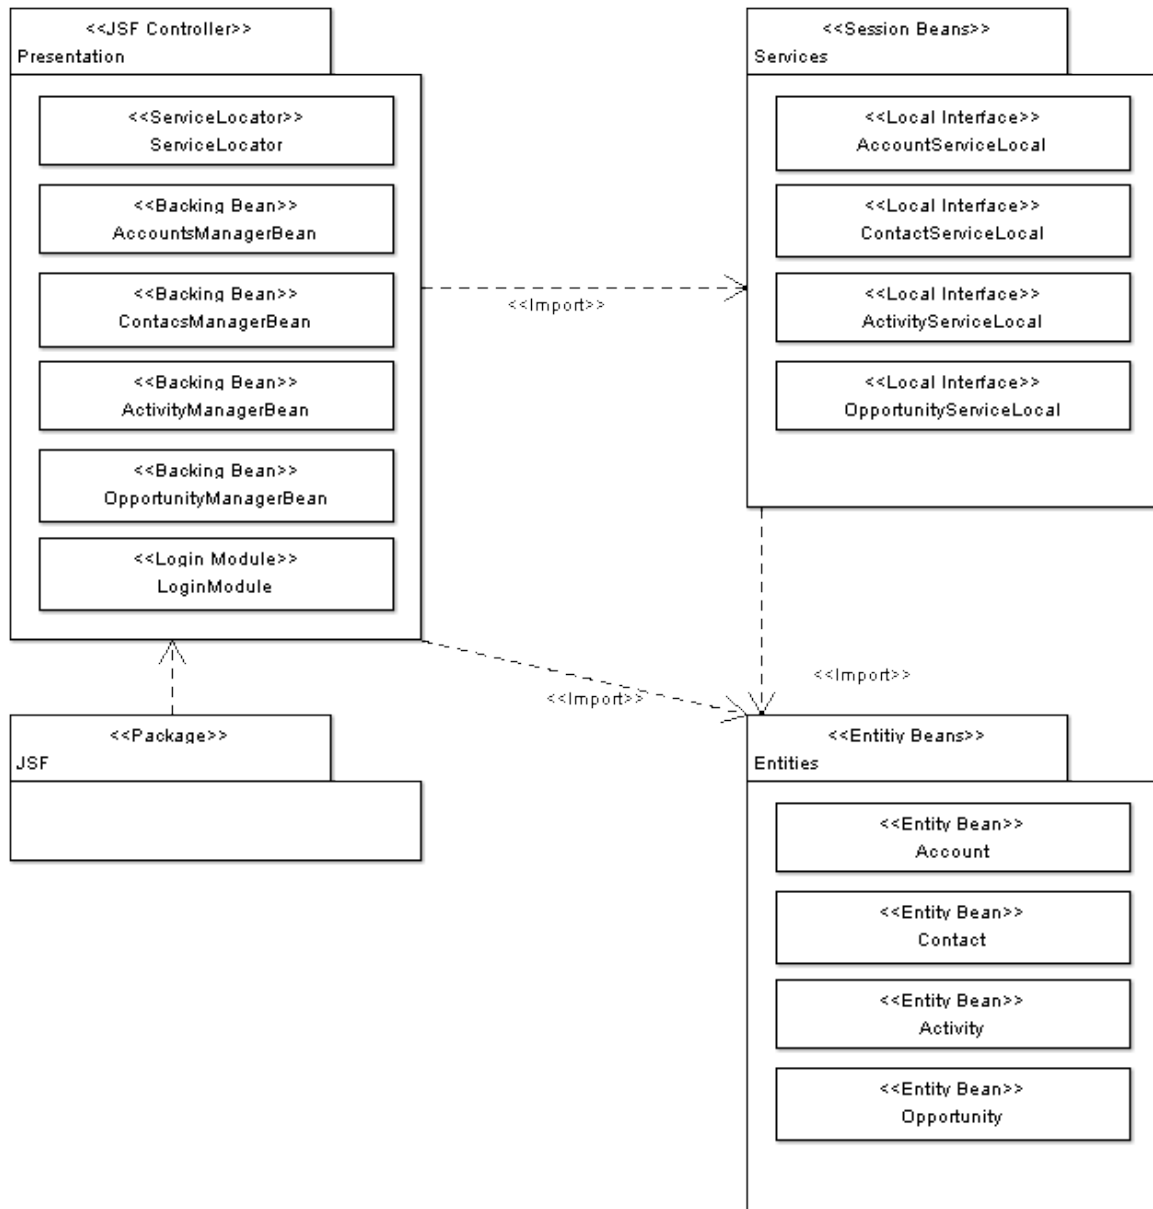 <<JSF Controller>>
Presentation
<<ServiceLocator>>
ServiceLocator
<<Backing Bean>>
AccountsManagerBean
<<Backing Bean>>
ContacsManagerBean
<<Backing Bean>>
ActivityManagerBean
<<Backing Bean>>
OpportunityManagerBean
<<Login Module>>
LoginModule
<<Import>>
<<Session Beans>>
Services
<<Local Interface>>
AccountServiceLocal
<<Local Interface>>
ContactServiceLocal
<<Local Interface>>
ActivityServiceLocal
<<Local Interface>>
OpportunityServiceLocal
<<Import>>
<<Import>>
<<Package>>
JSF
<<Entitiy Beans>>
Entities
<<Entity Bean>>
Account
<<Entity Bean>>
Contact
<<Entity Bean>>
Activity
<<Entity Bean>>
Opportunity